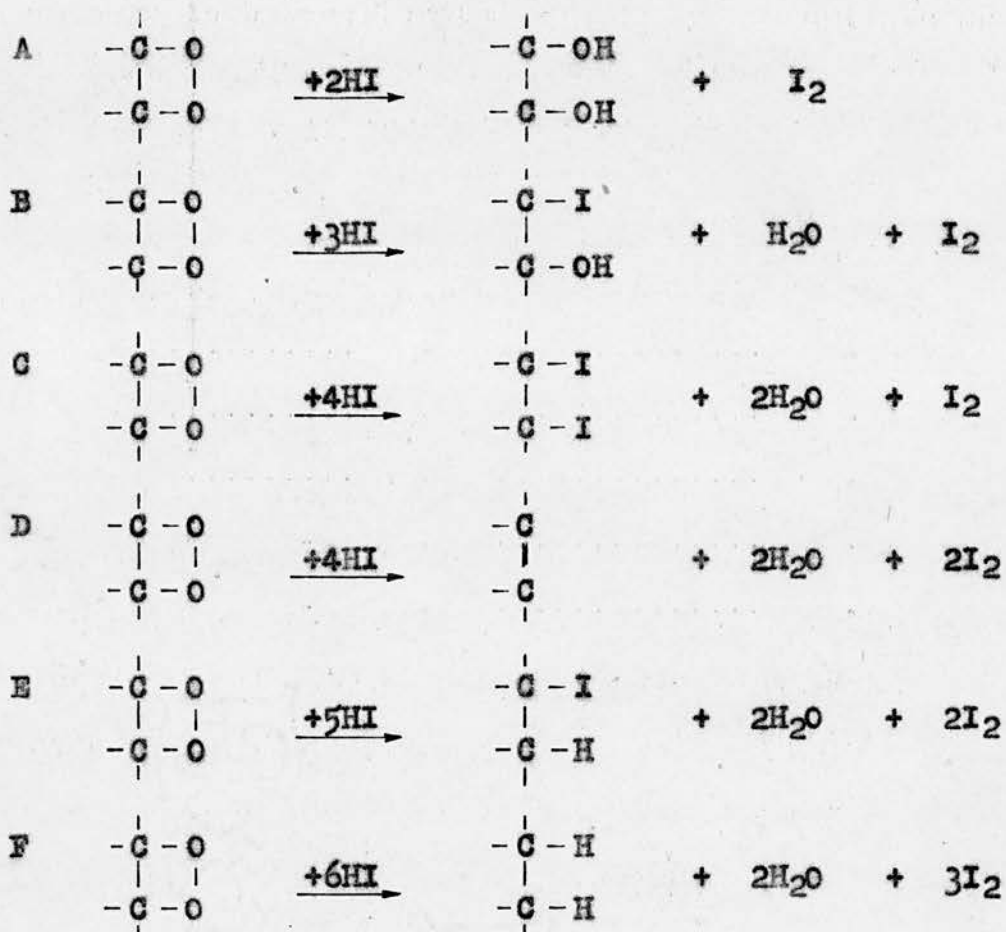 A -C-O -C-OH
+2HI + I2
-C-O -C-OH
B -C-O -C-I
+3HI + H2O + I2
-C-O -C-OH
C -C-O -C-I
+4HI + 2H2O + I2
-C-O -C-I
D -C-O -C
+4HI + 2H2O + 2I2
-C-O -C
E -C-O -C-I
+5HI + 2H2O + 2I2
-C-O -C-H
F -C-O -C-H
+6HI + 2H2O + 3I2
-C-O -C-H